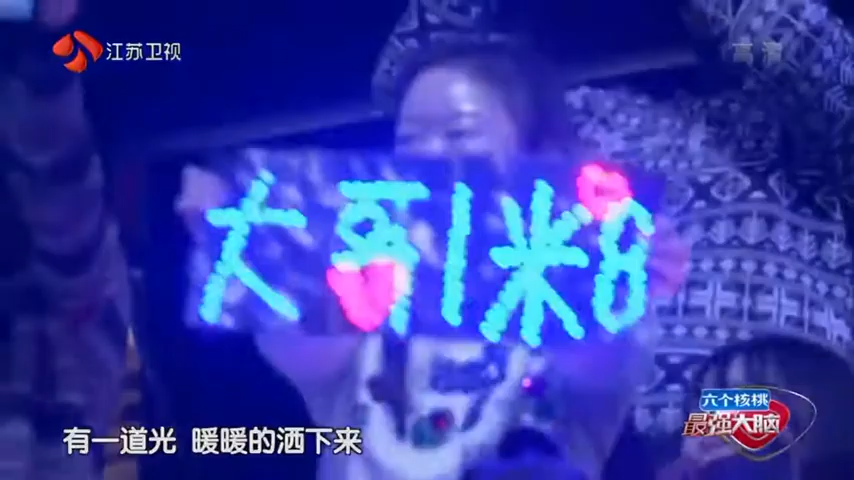 江苏卫视
高清
大哥1米8
六个核桃
最强大脑
有一道光 暖暖的洒下来